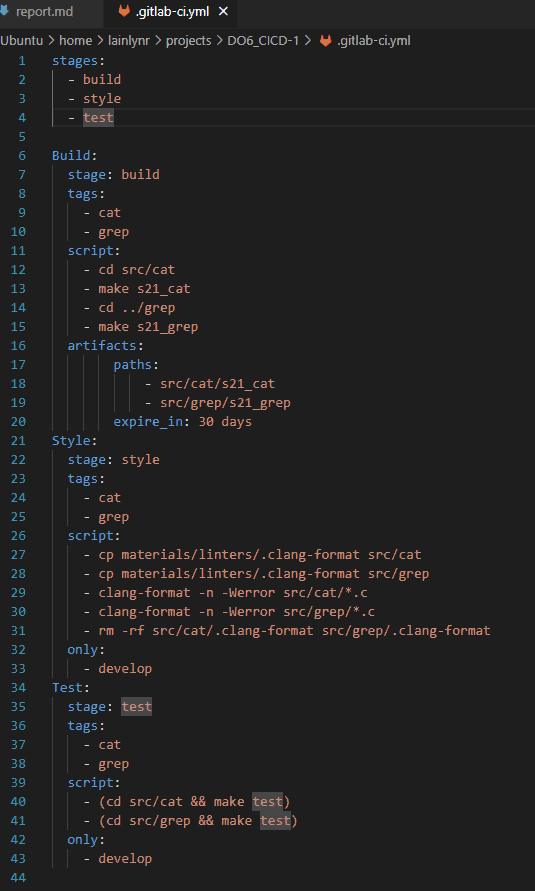 report.md .gitlab-ci.yml ×
Ubuntu > home > lainlynr > projects > DO6_CICD-1 > .gitlab-ci.yml
1 stages:
2   - build
3   - style
4   - test
5
6 Build:
7   stage: build
8   tags:
9     - cat
10     - grep
11   script:
12     - cd src/cat
13     - make s21_cat
14     - cd ../grep
15     - make s21_grep
16   artifacts:
17         paths:
18             - src/cat/s21_cat
19             - src/grep/s21_grep
20         expire_in: 30 days
21 Style:
22   stage: style
23   tags:
24     - cat
25     - grep
26   script:
27     - cp materials/linters/.clang-format src/cat
28     - cp materials/linters/.clang-format src/grep
29     - clang-format -n -Werror src/cat/*.c
30     - clang-format -n -Werror src/grep/*.c
31     - rm -rf src/cat/.clang-format src/grep/.clang-format
32   only:
33     - develop
34 Test:
35   stage: test
36   tags:
37     - cat
38     - grep
39   script:
40     - (cd src/cat && make test)
41     - (cd src/grep && make test)
42   only:
43     - develop
44